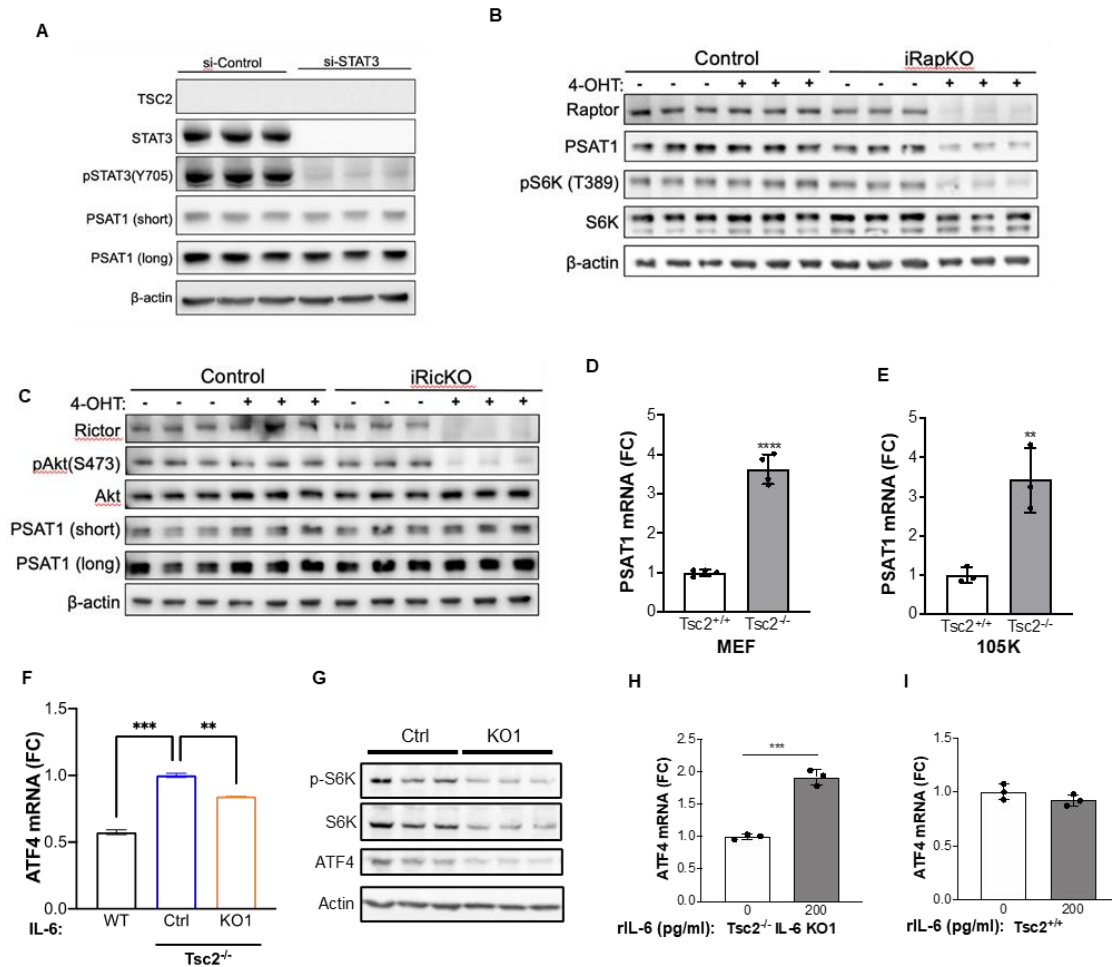 A
si-Control si-STAT3
TSC2
STAT3
pSTAT3(Y705)
PSAT1 (short)
PSAT1 (long)
β-actin
B
Control iRapKO
4-OHT: - - - + + + - - - + + +
Raptor
PSAT1
pS6K (T389)
S6K
β-actin
C
Control iRicKO
4-OHT: - - - + + + - - - + + +
Rictor
pAkt(S473)
Akt
PSAT1 (short)
PSAT1 (long)
β-actin
D
PSAT1 mRNA (FC)
5
4
3
2
1
0
****
Tsc2+/+ Tsc2-/-
MEF
E
PSAT1 mRNA (FC)
5
4
3
2
1
0
**
Tsc2+/+ Tsc2-/-
105K
F
ATF4 mRNA (FC)
1.5
1.0
0.5
0.0
*** **
IL-6: WT Ctrl KO1
Tsc2-/-
G
Ctrl KO1
p-S6K
S6K
ATF4
Actin
H
ATF4 mRNA (FC)
2.5
2.0
1.5
1.0
0.5
0.0
***
0 200
rIL-6 (pg/ml): Tsc2-/- IL-6 KO1
I
ATF4 mRNA (FC)
1.5
1.0
0.5
0.0
0 200
rIL-6 (pg/ml): Tsc2+/+